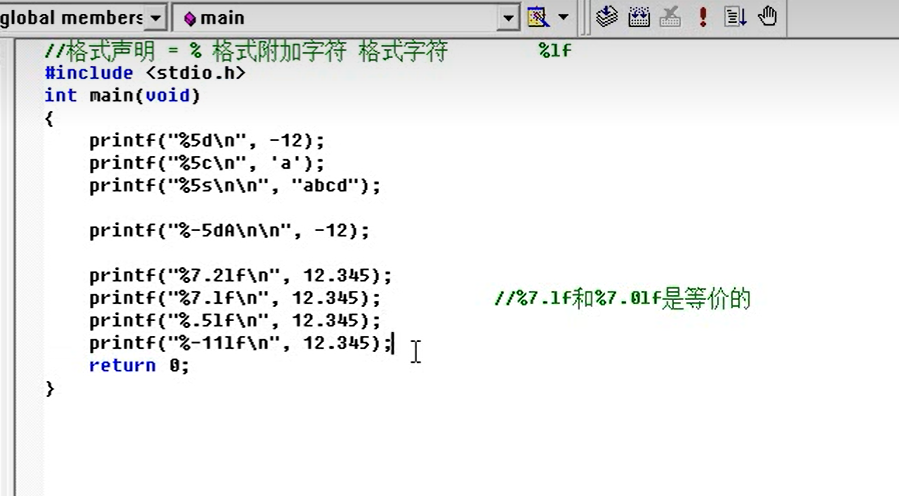 global members
main
//格式声明 = % 格式附加字符 格式字符 %lf
#include <stdio.h>
int main(void)
{
printf("%5d\n", -12);
printf("%5c\n", 'a');
printf("%5s\n\n", "abcd");
printf("%-5dA\n\n", -12);
printf("%7.2lf\n", 12.345);
printf("%7.lf\n", 12.345); //%7.lf和%7.0lf是等价的
printf("%.5lf\n", 12.345);
printf("%-11lf\n", 12.345);
return 0;
}